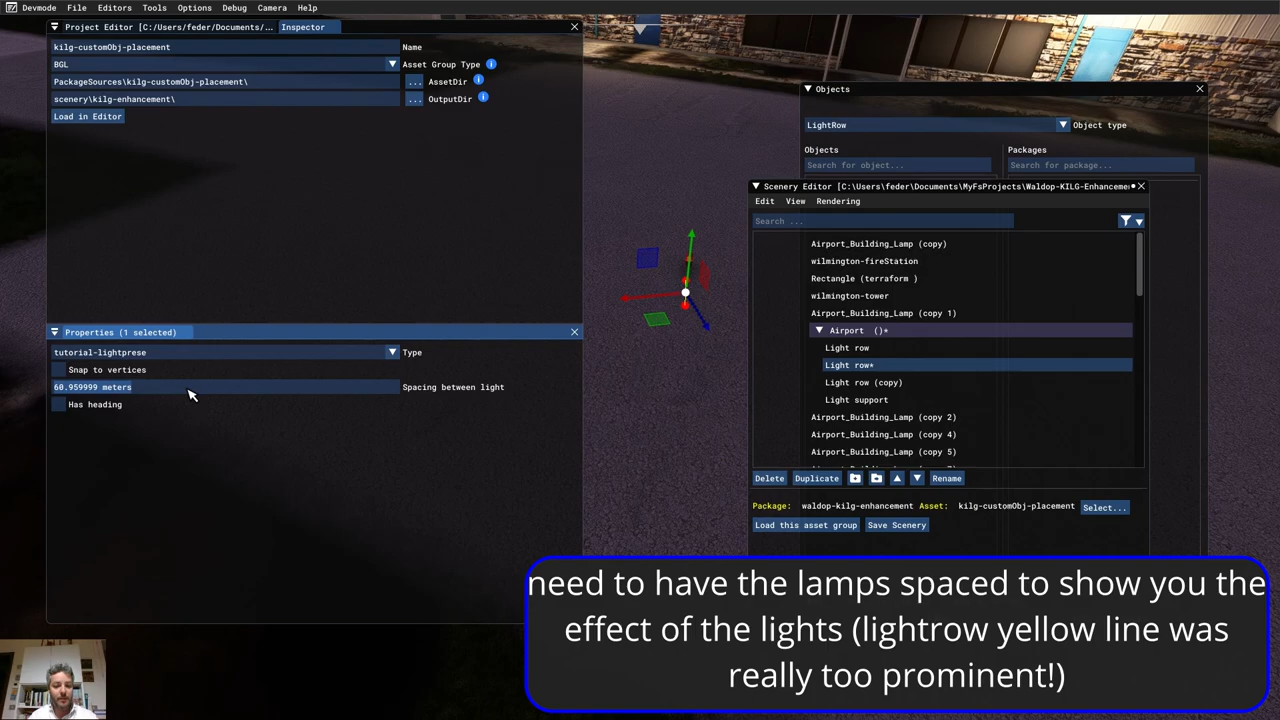 Devmode File Editors Tools Options Debug Camera Help
Project Editor [C:/Users/feder/Documents/... Inspector
kilg-customObj-placement Name
BGL Asset Group Type
PackageSources\kilg-customObj-placement\ ... AssetDir
scenery\kilg-enhancement\ ... OutputDir
Load in Editor
Properties (1 selected)
tutorial-lightprese Type
Snap to vertices
60.959999 meters Spacing between light
Has heading
Objects
LightRow Object type
Objects Packages
Search for object... Search for package...
Scenery Editor [C:\Users\feder\Documents\MyFsProjects\Waldop-KILG-Enhancemen
Edit View Rendering
Search ...
Airport_Building_Lamp (copy)
wilmington-fireStation
Rectangle (terraform )
wilmington-tower
Airport_Building_Lamp (copy 1)
Airport ()*
Light row
Light row*
Light row (copy)
Light support
Airport_Building_Lamp (copy 2)
Airport_Building_Lamp (copy 4)
Airport_Building_Lamp (copy 5)
Delete Duplicate Rename
Package: waldop-kilg-enhancement Asset: kilg-customObj-placement Select...
Load this asset group Save Scenery
need to have the lamps spaced to show you the
effect of the lights (lightrow yellow line was
really too prominent!)